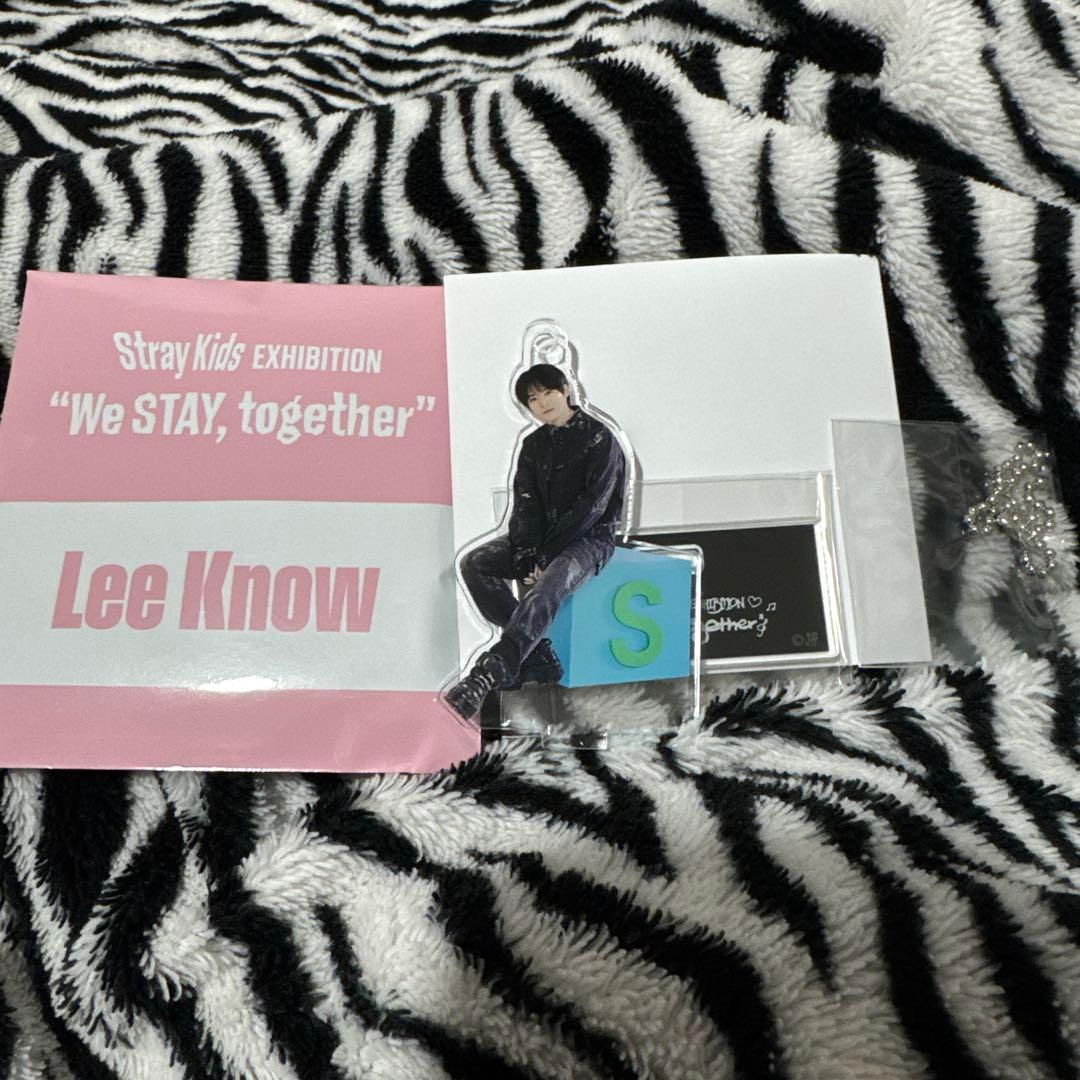 Stray Kids EXHIBITION
“We STAY, together”
Lee Know
S